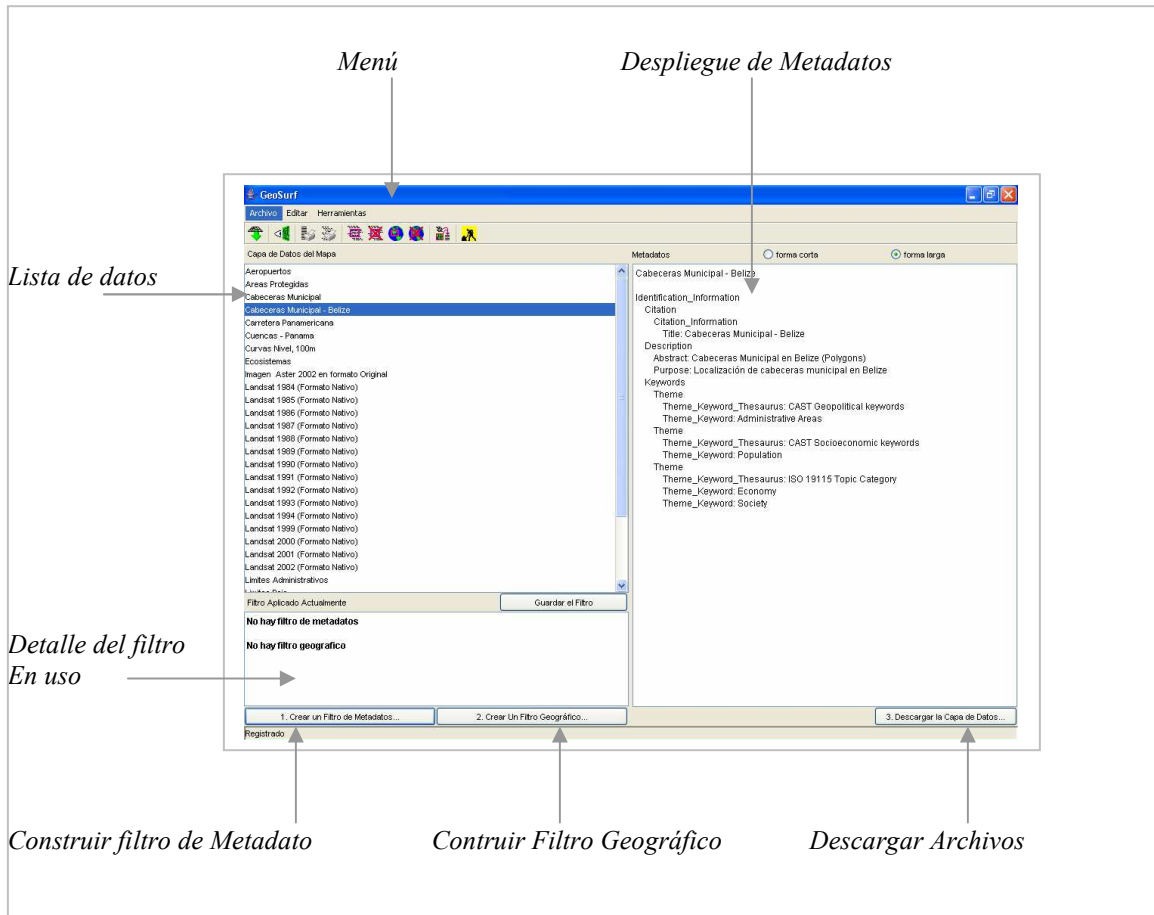 Menú
Despliegue de Metadatos
GeoSurf
Archivo Editar Herramientas
Capa de Datos del Mapa
Metadatos
forma corta
forma larga
Lista de datos
Aeropuertos
Areas Protegidas
Cabeceras Municipal
Cabeceras Municipal - Belize
Carretera Panamericana
Cuencas - Panama
Curvas Nivel, 100m
Ecosistemas
Imagen Aster 2002 en formato Original
Landsat 1984 (Formato Nativo)
Landsat 1985 (Formato Nativo)
Landsat 1986 (Formato Nativo)
Landsat 1987 (Formato Nativo)
Landsat 1988 (Formato Nativo)
Landsat 1989 (Formato Nativo)
Landsat 1990 (Formato Nativo)
Landsat 1991 (Formato Nativo)
Landsat 1992 (Formato Nativo)
Landsat 1993 (Formato Nativo)
Landsat 1994 (Formato Nativo)
Landsat 1999 (Formato Nativo)
Landsat 2000 (Formato Nativo)
Landsat 2001 (Formato Nativo)
Landsat 2002 (Formato Nativo)
Limites Administrativos
Cabeceras Municipal - Belize
Identification_Information
Citation
Citation_Information
Title: Cabeceras Municipal - Belize
Description
Abstract: Cabeceras Municipal en Belize (Polygons)
Purpose: Localización de cabeceras municipal en Belize
Keywords
Theme
Theme_Keyword_Thesaurus: CAST Geopolitical keywords
Theme_Keyword: Administrative Areas
Theme
Theme_Keyword_Thesaurus: CAST Socioeconomic keywords
Theme_Keyword: Population
Theme
Theme_Keyword_Thesaurus: ISO 19115 Topic Category
Theme_Keyword: Economy
Theme_Keyword: Society
Filtro Aplicado Actualmente
Guardar el Filtro
No hay filtro de metadatos
No hay filtro geografico
Detalle del filtro
En uso
1. Crear un Filtro de Metadatos...
2. Crear Un Filtro Geográfico...
3. Descargar la Capa de Datos...
Registrado
Construir filtro de Metadato
Contruir Filtro Geográfico
Descargar Archivos